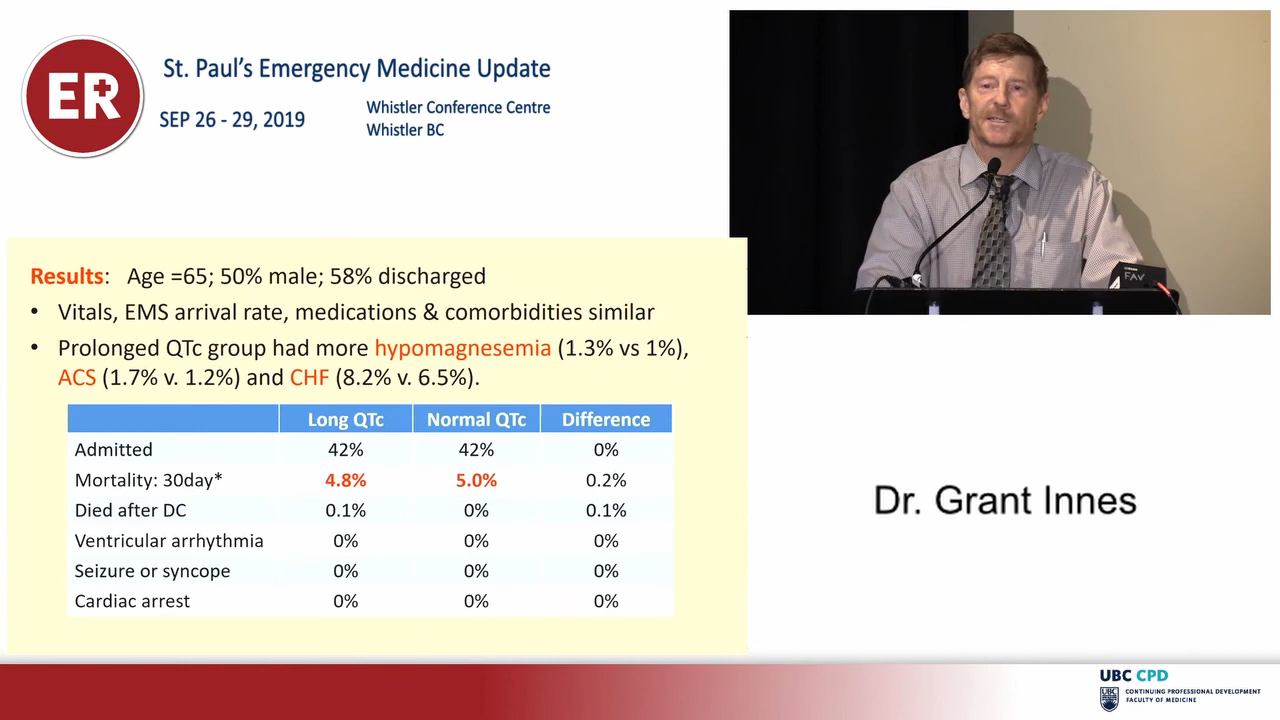 ER
St. Paul's Emergency Medicine Update
SEP 26 - 29, 2019
Whistler Conference Centre
Whistler BC
Results: Age =65; 50% male; 58% discharged
• Vitals, EMS arrival rate, medications & comorbidities similar
• Prolonged QTc group had more hypomagnesemia (1.3% vs 1%),
ACS (1.7% v. 1.2%) and CHF (8.2% v. 6.5%).
Long QTc Normal QTc Difference
Admitted 42% 42% 0%
Mortality: 30day* 4.8% 5.0% 0.2%
Died after DC 0.1% 0% 0.1%
Ventricular arrhythmia 0% 0% 0%
Seizure or syncope 0% 0% 0%
Cardiac arrest 0% 0% 0%
FAV
Dr. Grant Innes
UBC CPD
UBC
CONTINUING PROFESSIONAL DEVELOPMENT
FACULTY OF MEDICINE